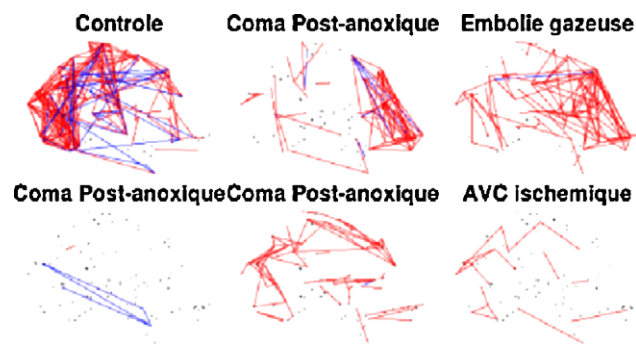 Controle
Coma Post-anoxique
Embolie gazeuse
Coma Post-anoxique
Coma Post-anoxique
AVC ischemique